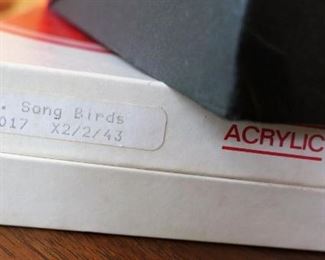 . Song Birds
017 X2/2/43
ACRYLIC